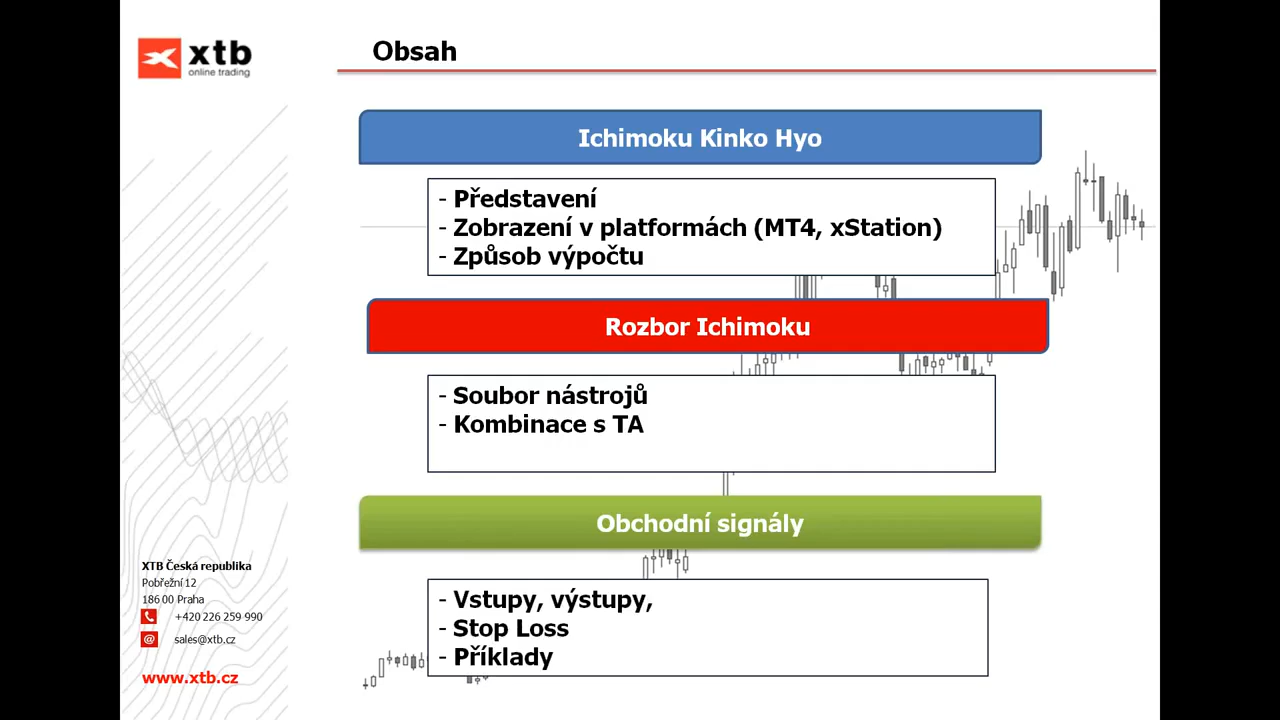 xtb
online trading
Obsah
Ichimoku Kinko Hyo
- Představení
- Zobrazení v platformách (MT4, xStation)
- Způsob výpočtu
Rozbor Ichimoku
- Soubor nástrojů
- Kombinace s TA
Obchodní signály
- Vstupy, výstupy,
- Stop Loss
- Příklady
XTB Česká republika
Pobřežní 12
186 00 Praha
+420 226 259 990
@ sales@xtb.cz
www.xtb.cz